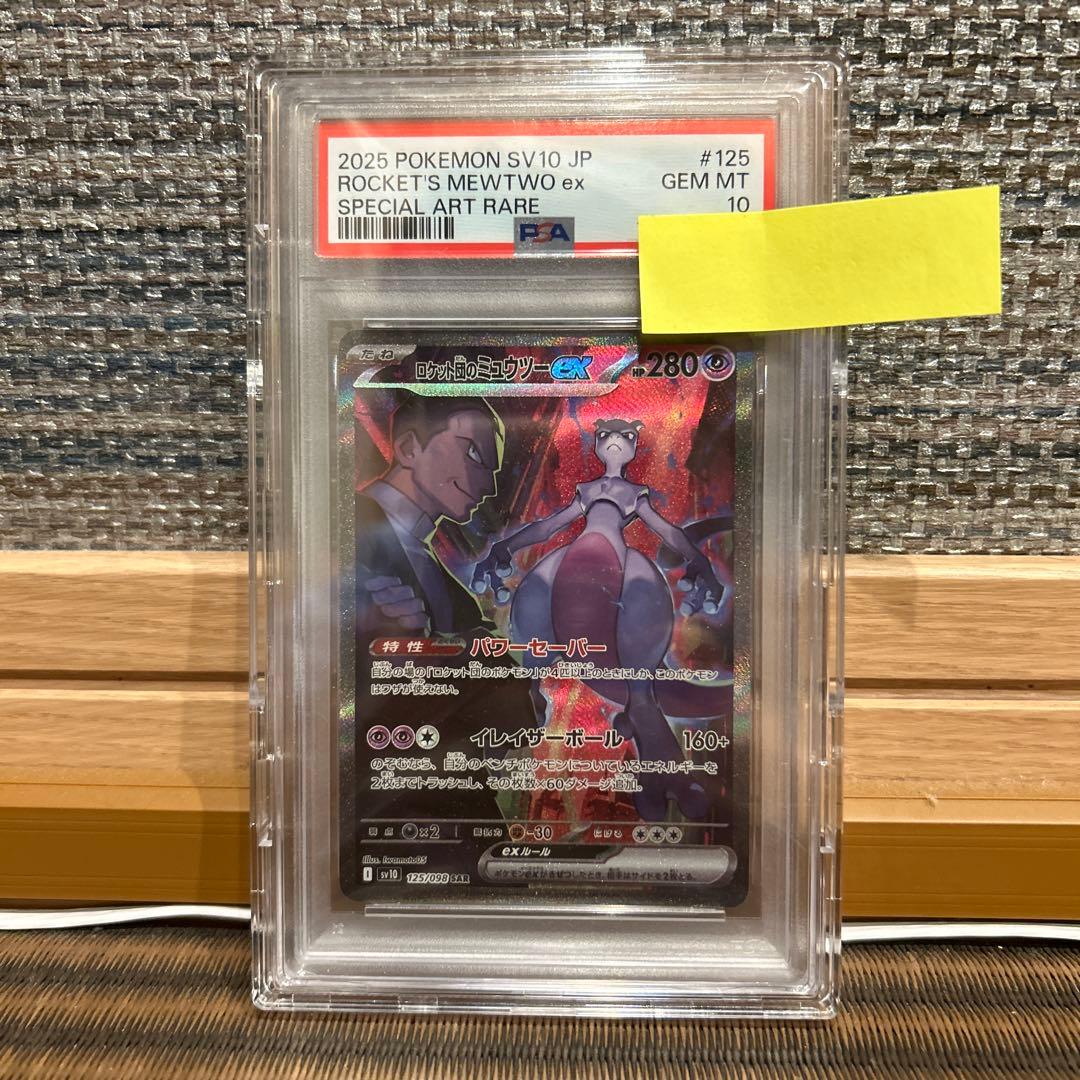 2025 POKEMON SV10 JP #125
ROCKET'S MEWTWO ex GEM MT
SPECIAL ART RARE 10
PSA
たね ロケット団のミュウツーex HP280
特性 パワーセーバー
自分の場の「ロケット団のポケモン」が4匹以上のときにしか、このポケモン
はワザが使えない。
イレイザーボール 160+
のぞむなら、自分のベンチポケモンについているエネルギーを
2枚までトラッシュし、その枚数×60ダメージ追加。
弱点 ×2 抵抗力 -30 にげる
Illus. Iwamoto05
exルール
I sv10 125/098 SAR
ポケモンexがきぜつしたとき、相手はサイドを2枚とる。